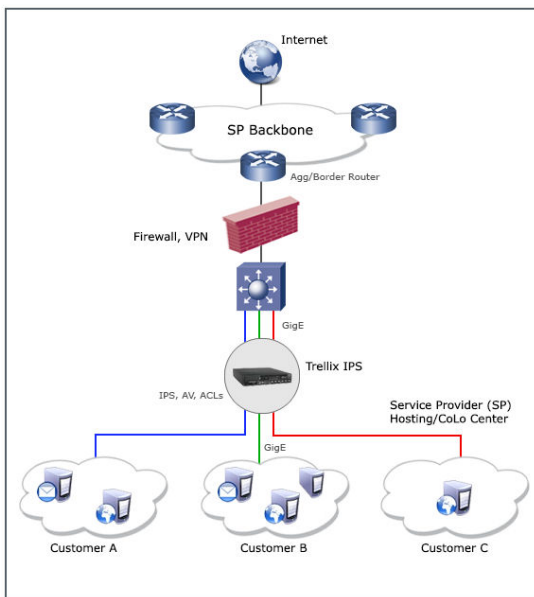 Internet
SP Backbone
Agg/Border Router
Firewall, VPN
GigE
Trellix IPS
IPS, AV, ACLs
Service Provider (SP)
Hosting/CoLo Center
GigE
Customer A
Customer B
Customer C